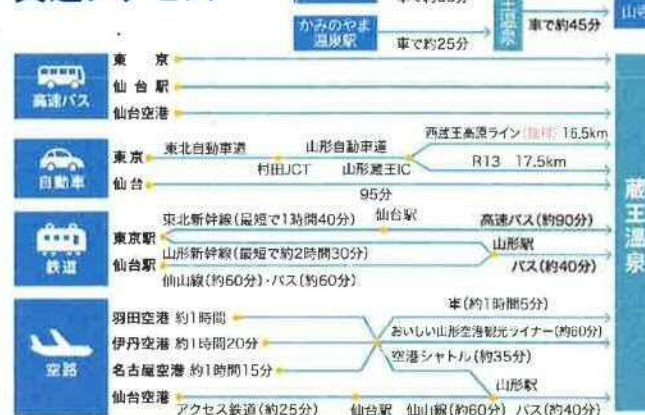 かみのやま
温泉駅
車で約25分
車で約45分
高速バス
東京
仙台駅
仙台空港
自動車
東京
東北自動車道
山形自動車道
村田JCT
山形蔵王IC
西蔵王高原ライン
16.5km
R13 17.5km
仙台
95分
鉄道
東京駅
東北新幹線(最短で1時間40分)
仙台駅
高速バス(約90分)
山形新幹線(最短で約2時間30分)
山形駅
バス(約40分)
仙台駅
仙山線(約60分)・バス(約60分)
空路
羽田空港 約1時間
車(約1時間5分)
伊丹空港 約1時間20分
おいしい山形空港観光ライナー(約60分)
名古屋空港 約1時間15分
空港シャトル(約35分)
山形駅
仙台空港
アクセス鉄道(約25分)
仙台駅
仙山線(約60分)
バス(約40分)
蔵王温泉